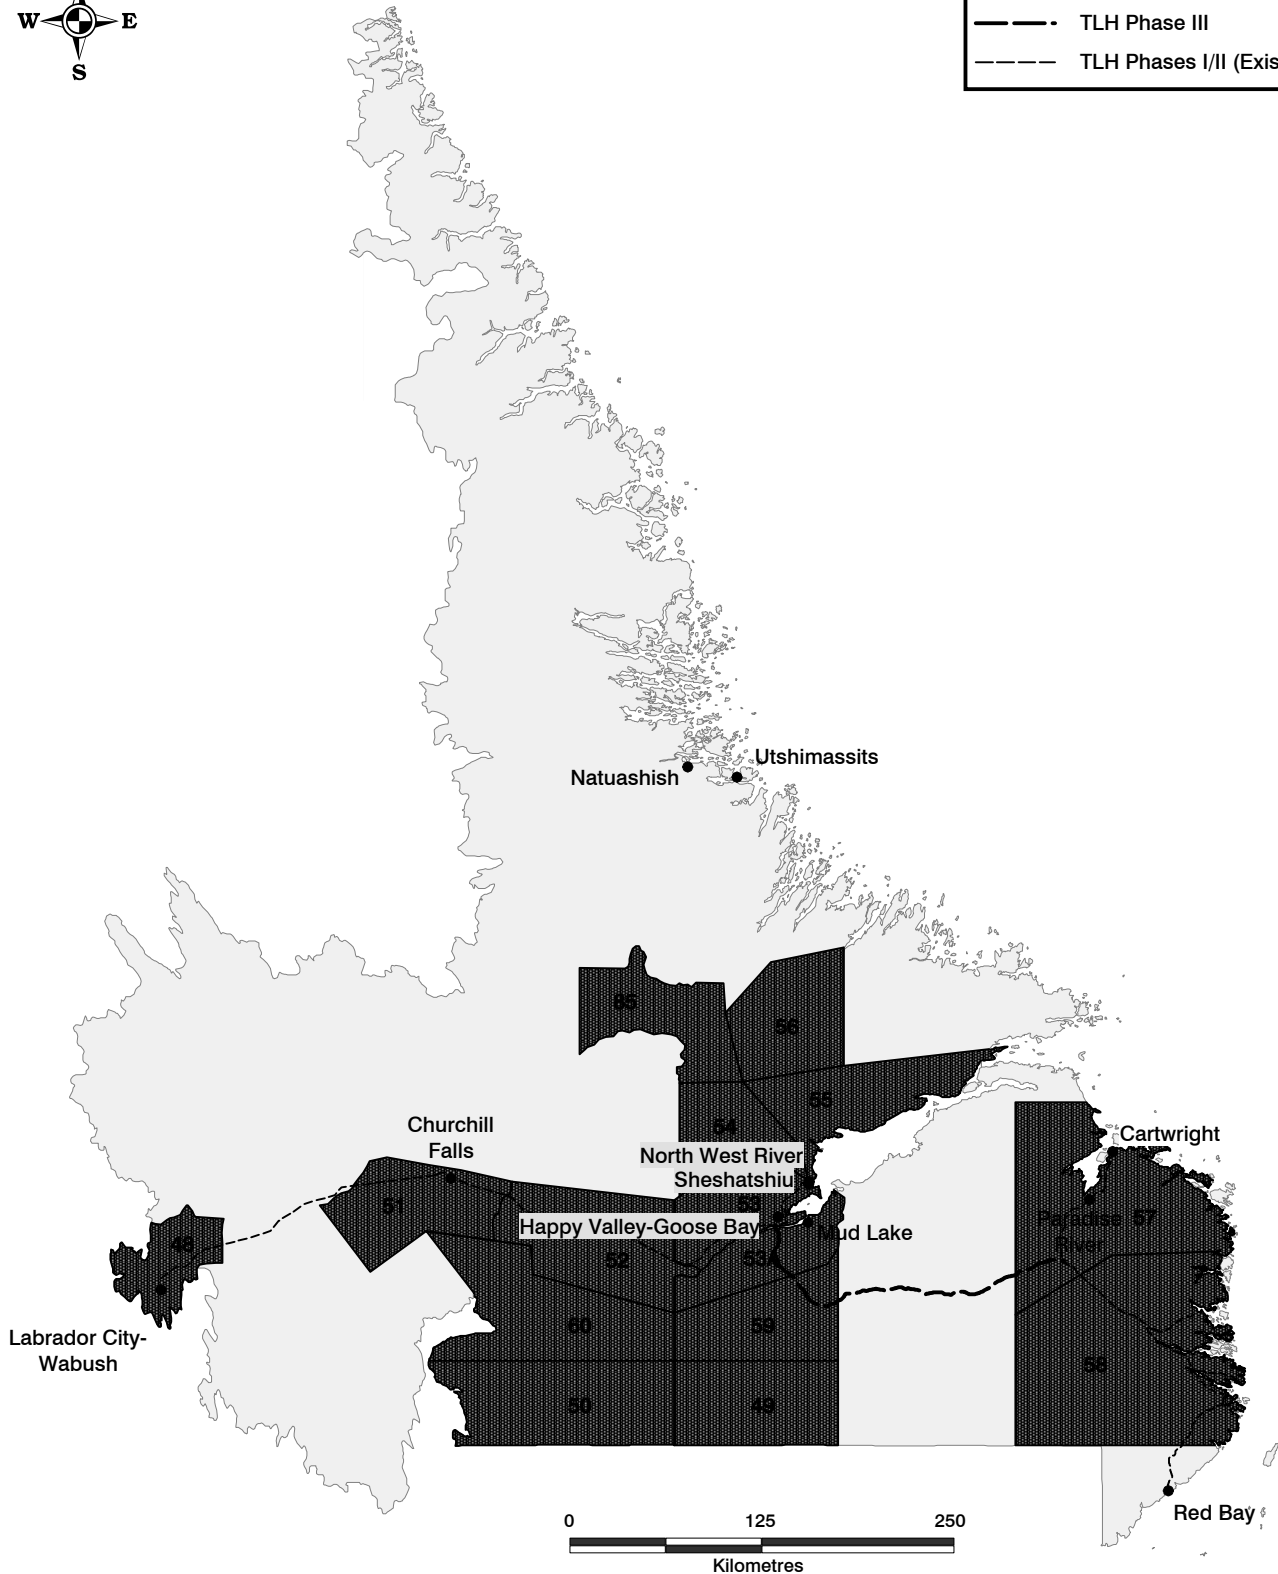 W E
S
TLH Phase III
TLH Phases I/II (Exis
Utshimassits
Natuashish
85
56
55
54
Churchill
Falls
North West River
Sheshatshiu
Cartwright
51
53
Happy Valley-Goose Bay
Mud Lake
Paradise
River
57
48
52
53A
Labrador City-
Wabush
60
59
58
50
49
Red Bay
0 125 250
Kilometres